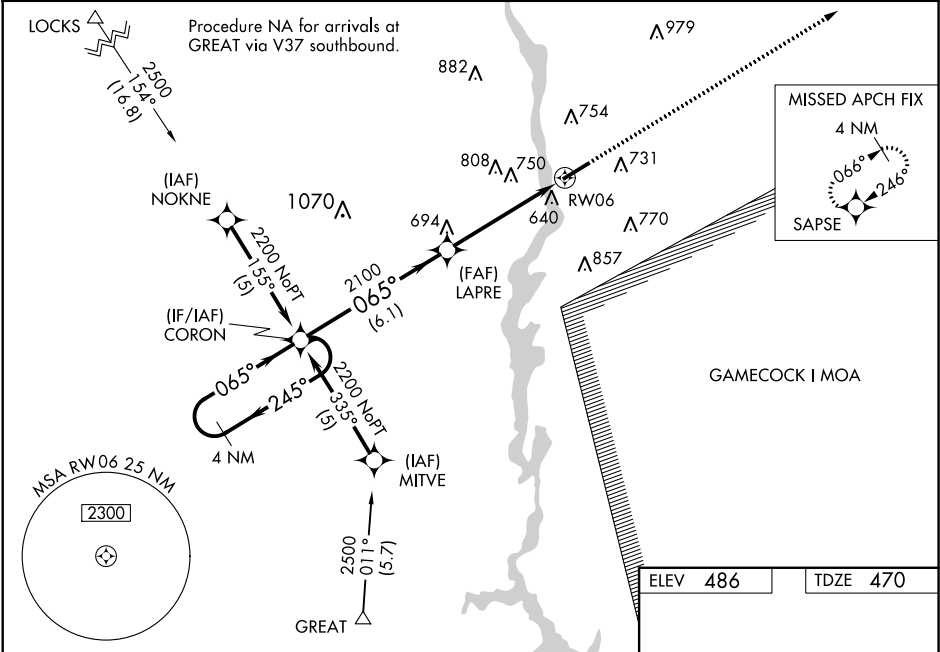 LOCKS
Procedure NA for arrivals at
GREAT via V37 southbound.
2500
154°
(16.8)
979
882
754
MISSED APCH FIX
4 NM
066°
246°
SAPSE
(IAF)
NOKNE
1070
808
750
731
RW06
640
694
770
857
2200 NoPT
155°
(5)
(FAF)
LAPRE
2100
065°
(6.1)
(IF/IAF)
CORON
065°
245°
4 NM
2200 NoPT
335°
(5)
GAMECOCK I MOA
(IAF)
MITVE
MSA RW06 25 NM
2300
2500
011°
(5.7)
GREAT
ELEV 486
TDZE 470